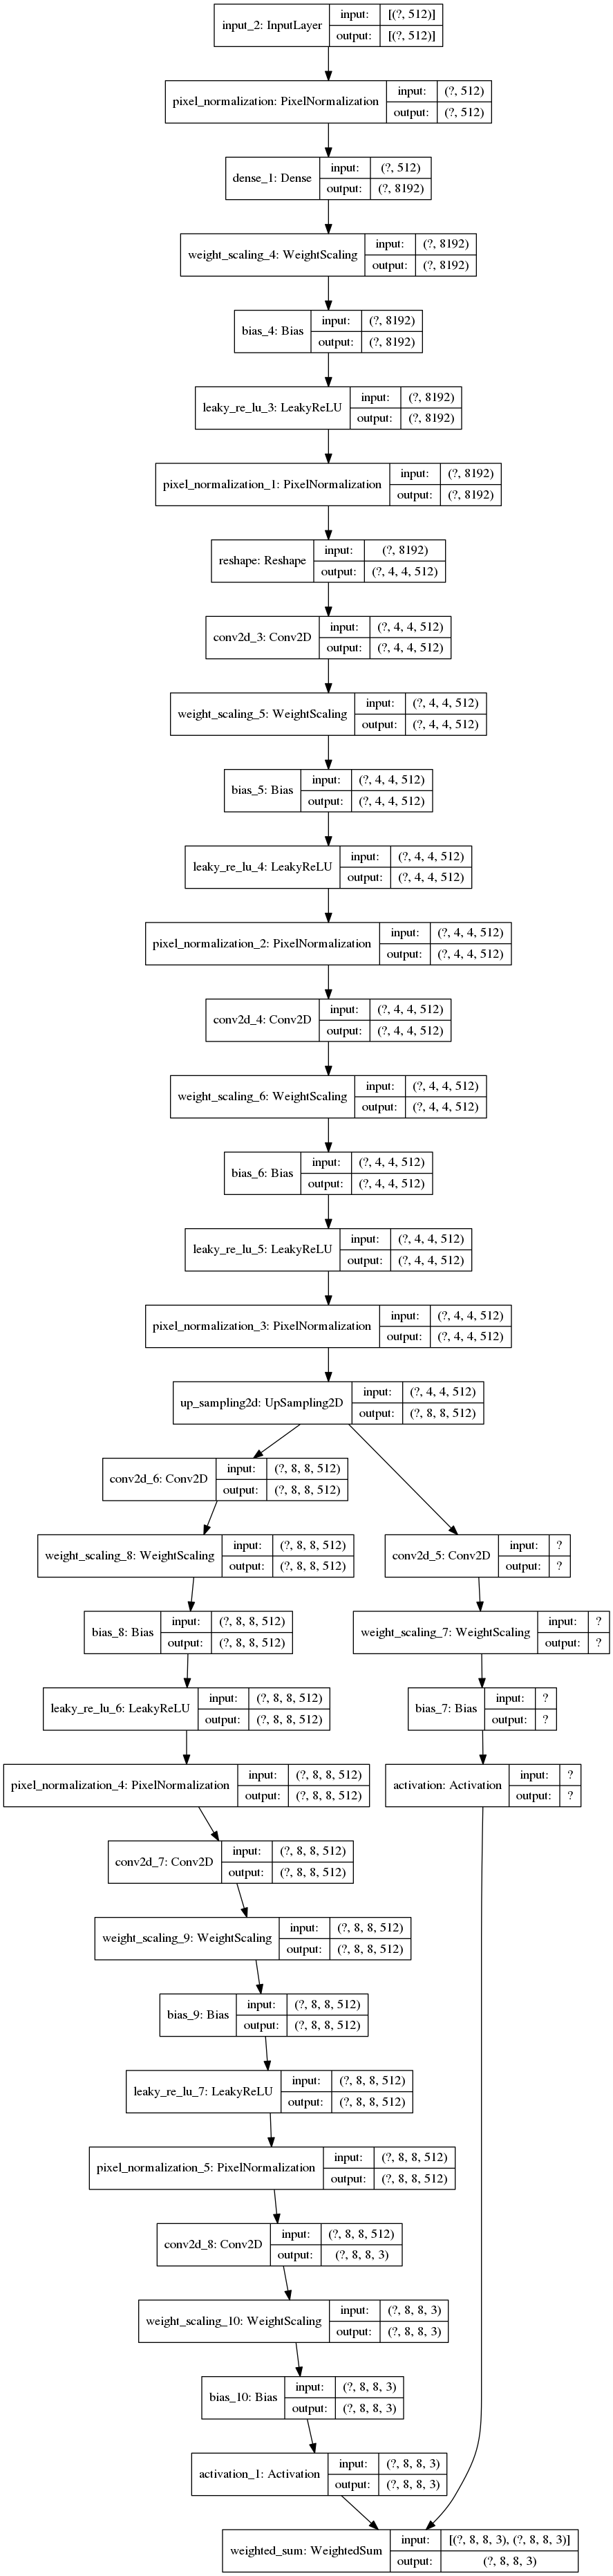 input_2: InputLayer
input: [(?, 512)]
output: [(?, 512)]
pixel_normalization: PixelNormalization
input: (?, 512)
output: (?, 512)
dense_1: Dense
input: (?, 512)
output: (?, 8192)
weight_scaling_4: WeightScaling
input: (?, 8192)
output: (?, 8192)
bias_4: Bias
input: (?, 8192)
output: (?, 8192)
leaky_re_lu_3: LeakyReLU
input: (?, 8192)
output: (?, 8192)
pixel_normalization_1: PixelNormalization
input: (?, 8192)
output: (?, 8192)
reshape: Reshape
input: (?, 8192)
output: (?, 4, 4, 512)
conv2d_3: Conv2D
input: (?, 4, 4, 512)
output: (?, 4, 4, 512)
weight_scaling_5: WeightScaling
input: (?, 4, 4, 512)
output: (?, 4, 4, 512)
bias_5: Bias
input: (?, 4, 4, 512)
output: (?, 4, 4, 512)
leaky_re_lu_4: LeakyReLU
input: (?, 4, 4, 512)
output: (?, 4, 4, 512)
pixel_normalization_2: PixelNormalization
input: (?, 4, 4, 512)
output: (?, 4, 4, 512)
conv2d_4: Conv2D
input: (?, 4, 4, 512)
output: (?, 4, 4, 512)
weight_scaling_6: WeightScaling
input: (?, 4, 4, 512)
output: (?, 4, 4, 512)
bias_6: Bias
input: (?, 4, 4, 512)
output: (?, 4, 4, 512)
leaky_re_lu_5: LeakyReLU
input: (?, 4, 4, 512)
output: (?, 4, 4, 512)
pixel_normalization_3: PixelNormalization
input: (?, 4, 4, 512)
output: (?, 4, 4, 512)
up_sampling2d: UpSampling2D
input: (?, 4, 4, 512)
output: (?, 8, 8, 512)
conv2d_6: Conv2D
input: (?, 8, 8, 512)
output: (?, 8, 8, 512)
weight_scaling_8: WeightScaling
input: (?, 8, 8, 512)
output: (?, 8, 8, 512)
conv2d_5: Conv2D
input: ?
output: ?
bias_8: Bias
input: (?, 8, 8, 512)
output: (?, 8, 8, 512)
weight_scaling_7: WeightScaling
input: ?
output: ?
leaky_re_lu_6: LeakyReLU
input: (?, 8, 8, 512)
output: (?, 8, 8, 512)
bias_7: Bias
input: ?
output: ?
pixel_normalization_4: PixelNormalization
input: (?, 8, 8, 512)
output: (?, 8, 8, 512)
activation: Activation
input: ?
output: ?
conv2d_7: Conv2D
input: (?, 8, 8, 512)
output: (?, 8, 8, 512)
weight_scaling_9: WeightScaling
input: (?, 8, 8, 512)
output: (?, 8, 8, 512)
bias_9: Bias
input: (?, 8, 8, 512)
output: (?, 8, 8, 512)
leaky_re_lu_7: LeakyReLU
input: (?, 8, 8, 512)
output: (?, 8, 8, 512)
pixel_normalization_5: PixelNormalization
input: (?, 8, 8, 512)
output: (?, 8, 8, 512)
conv2d_8: Conv2D
input: (?, 8, 8, 512)
output: (?, 8, 8, 3)
weight_scaling_10: WeightScaling
input: (?, 8, 8, 3)
output: (?, 8, 8, 3)
bias_10: Bias
input: (?, 8, 8, 3)
output: (?, 8, 8, 3)
activation_1: Activation
input: (?, 8, 8, 3)
output: (?, 8, 8, 3)
weighted_sum: WeightedSum
input: [(?, 8, 8, 3), (?, 8, 8, 3)]
output: (?, 8, 8, 3)